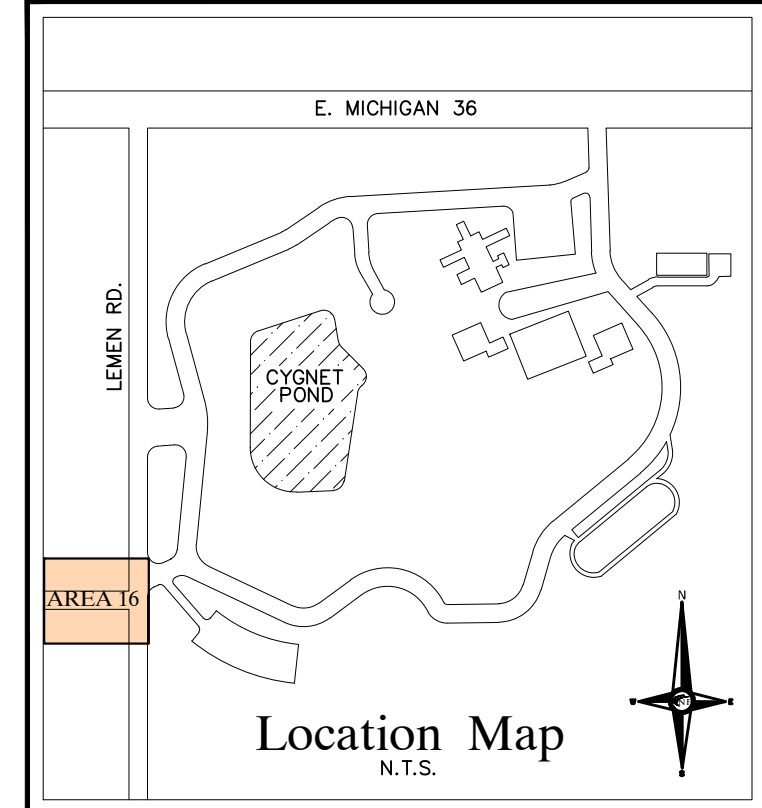 E. MICHIGAN 36
LEMEN RD.
CYGNET
POND
AREA 16
N
W
E
S
Location Map
N.T.S.